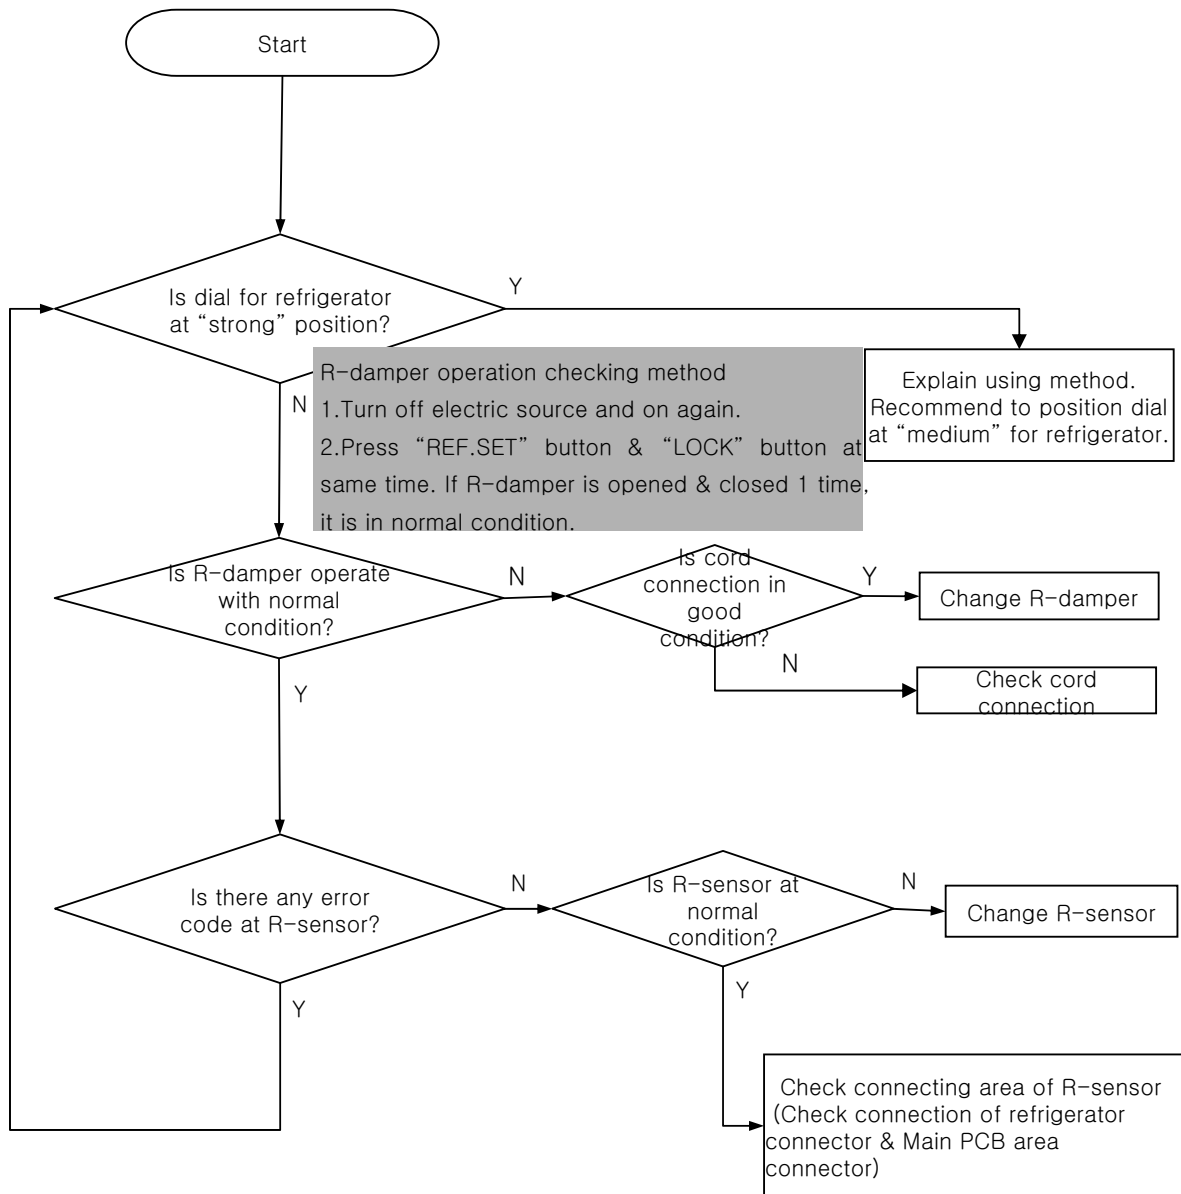 Start
Is dial for refrigerator
at “strong” position?
Y
N
R-damper operation checking method
1.Turn off electric source and on again.
2.Press “REF.SET” button & “LOCK” button at
same time. If R-damper is opened & closed 1 time,
it is in normal condition.
Explain using method.
Recommend to position dial
at “medium” for refrigerator.
Is R-damper operate
with normal
condition?
N
Is cord
connection in
good
condition?
Y
Change R-damper
N
Check cord
connection
Y
Is there any error
code at R-sensor?
N
Is R-sensor at
normal
condition?
N
Change R-sensor
Y
Y
Check connecting area of R-sensor
(Check connection of refrigerator
connector & Main PCB area
connector)